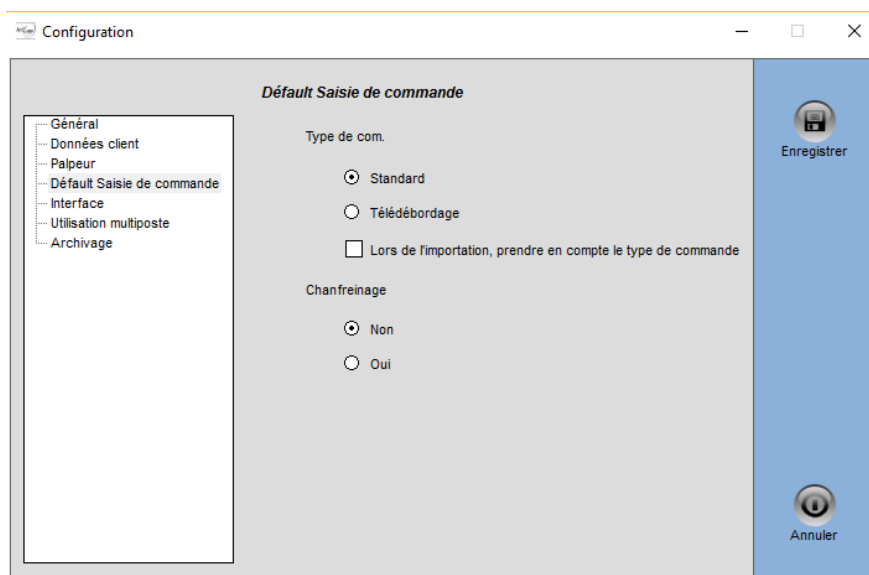 Configuration
Défault Saisie de commande
Général
Données client
Palpeur
Défault Saisie de commande
Interface
Utilisation multiposte
Archivage
Type de com.
Standard
Télédébordage
Lors de l'importation, prendre en compte le type de commande
Chanfreinage
Non
Oui
Enregistrer
Annuler